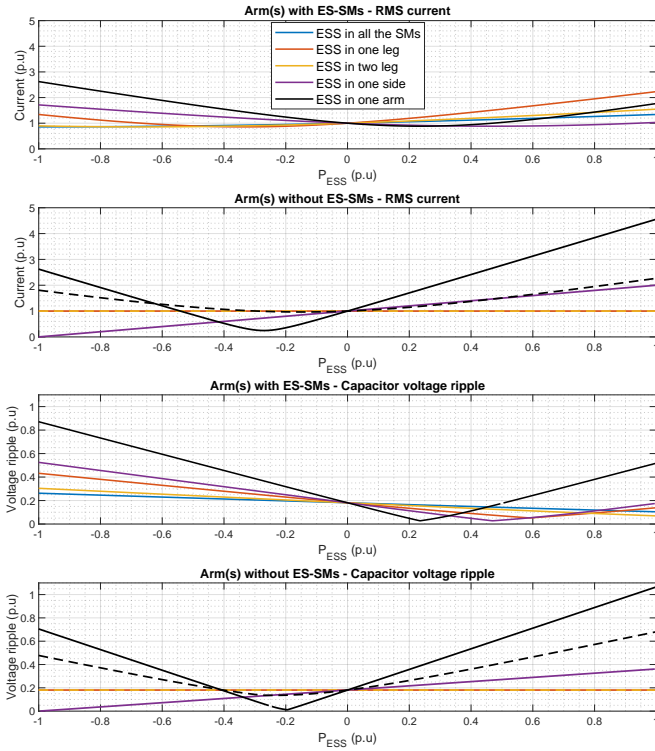 Arm(s) with ES-SMs - RMS current
Current (p.u)
5
4
3
2
1
0
ESS in all the SMs
ESS in one leg
ESS in two leg
ESS in one side
ESS in one arm
-1 -0.8 -0.6 -0.4 -0.2 0 0.2 0.4 0.6 0.8 1
P_ESS (p.u)
Arm(s) without ES-SMs - RMS current
Current (p.u)
5
4
3
2
1
0
-1 -0.8 -0.6 -0.4 -0.2 0 0.2 0.4 0.6 0.8 1
P_ESS (p.u)
Arm(s) with ES-SMs - Capacitor voltage ripple
Voltage ripple (p.u)
1
0.8
0.6
0.4
0.2
0
-1 -0.8 -0.6 -0.4 -0.2 0 0.2 0.4 0.6 0.8 1
P_ESS (p.u)
Arm(s) without ES-SMs - Capacitor voltage ripple
Voltage ripple (p.u)
1
0.8
0.6
0.4
0.2
0
-1 -0.8 -0.6 -0.4 -0.2 0 0.2 0.4 0.6 0.8 1
P_ESS (p.u)